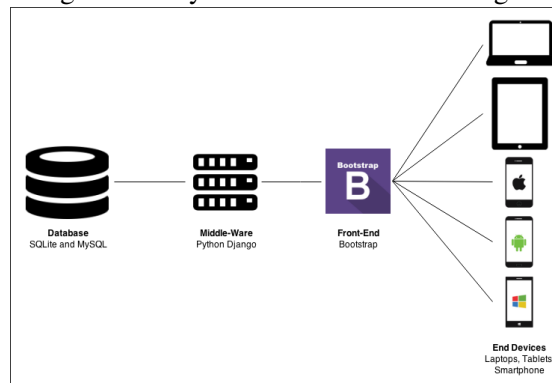 Bootstrap
B
Database
SQLite and MySQL
Middle-Ware
Python Django
Front-End
Bootstrap
End Devices
Laptops, Tablets
Smartphone